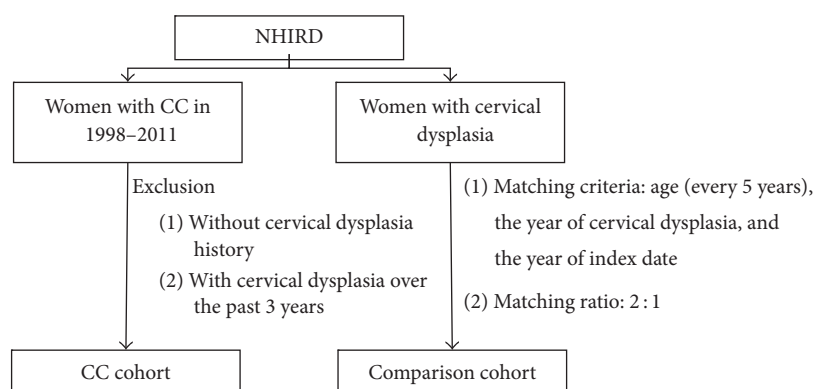 NHIRD
Women with CC in
1998–2011
Women with cervical
dysplasia
Exclusion
(1) Without cervical dysplasia
history
(2) With cervical dysplasia over
the past 3 years
(1) Matching criteria: age (every 5 years),
the year of cervical dysplasia, and
the year of index date
(2) Matching ratio: 2 : 1
CC cohort
Comparison cohort